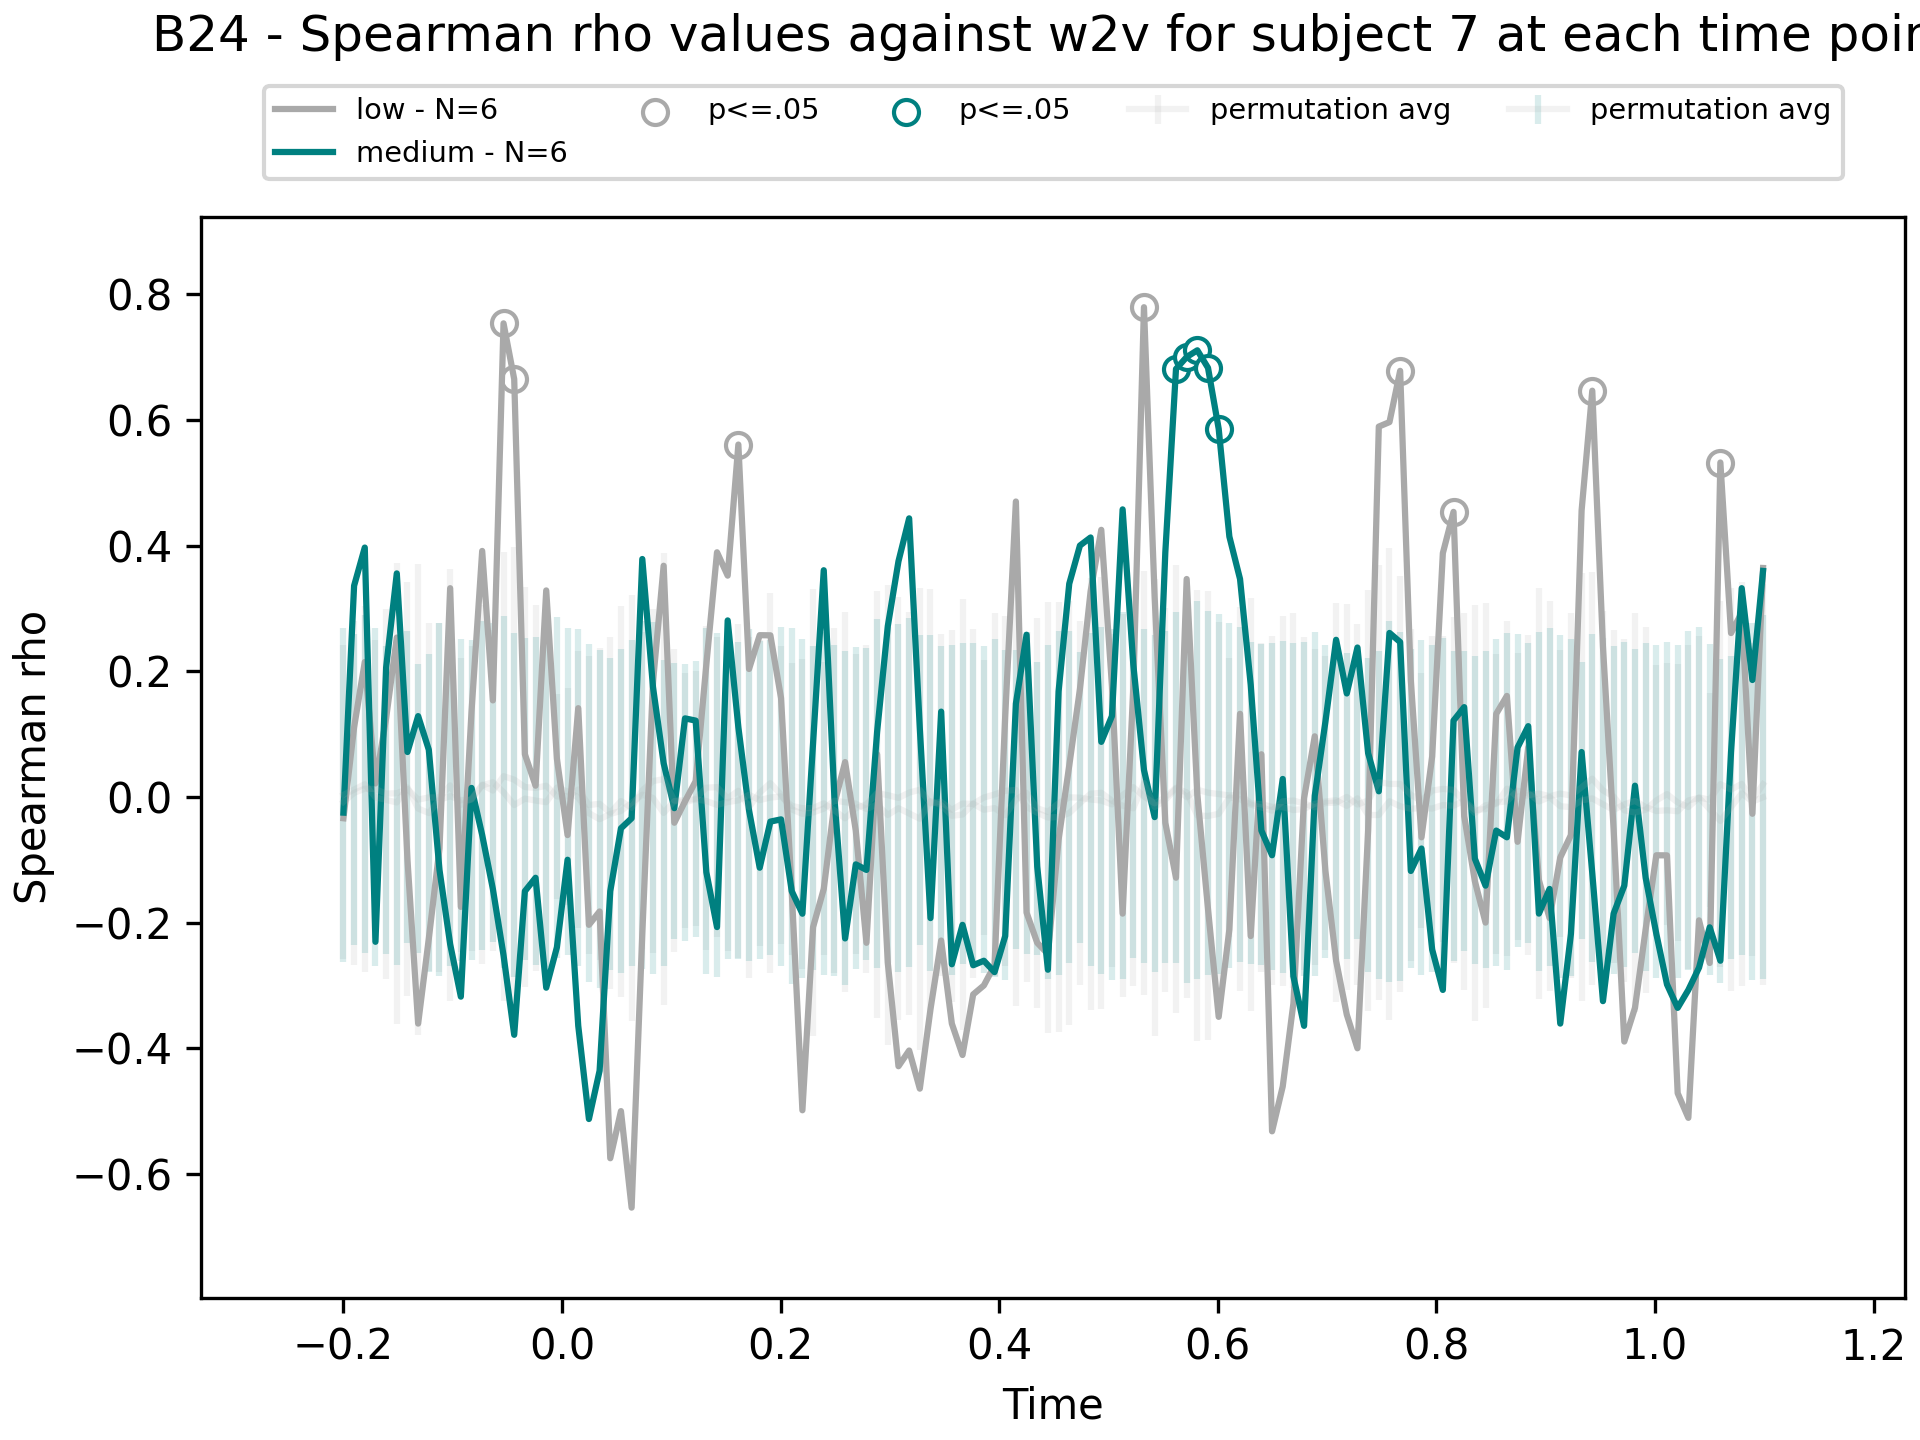 B24 - Spearman rho values against w2v for subject 7 at each time poin
low - N=6
medium - N=6
p<=.05
p<=.05
permutation avg
permutation avg
Spearman rho
0.8
0.6
0.4
0.2
0.0
−0.2
−0.4
−0.6
−0.2 0.0 0.2 0.4 0.6 0.8 1.0 1.2
Time